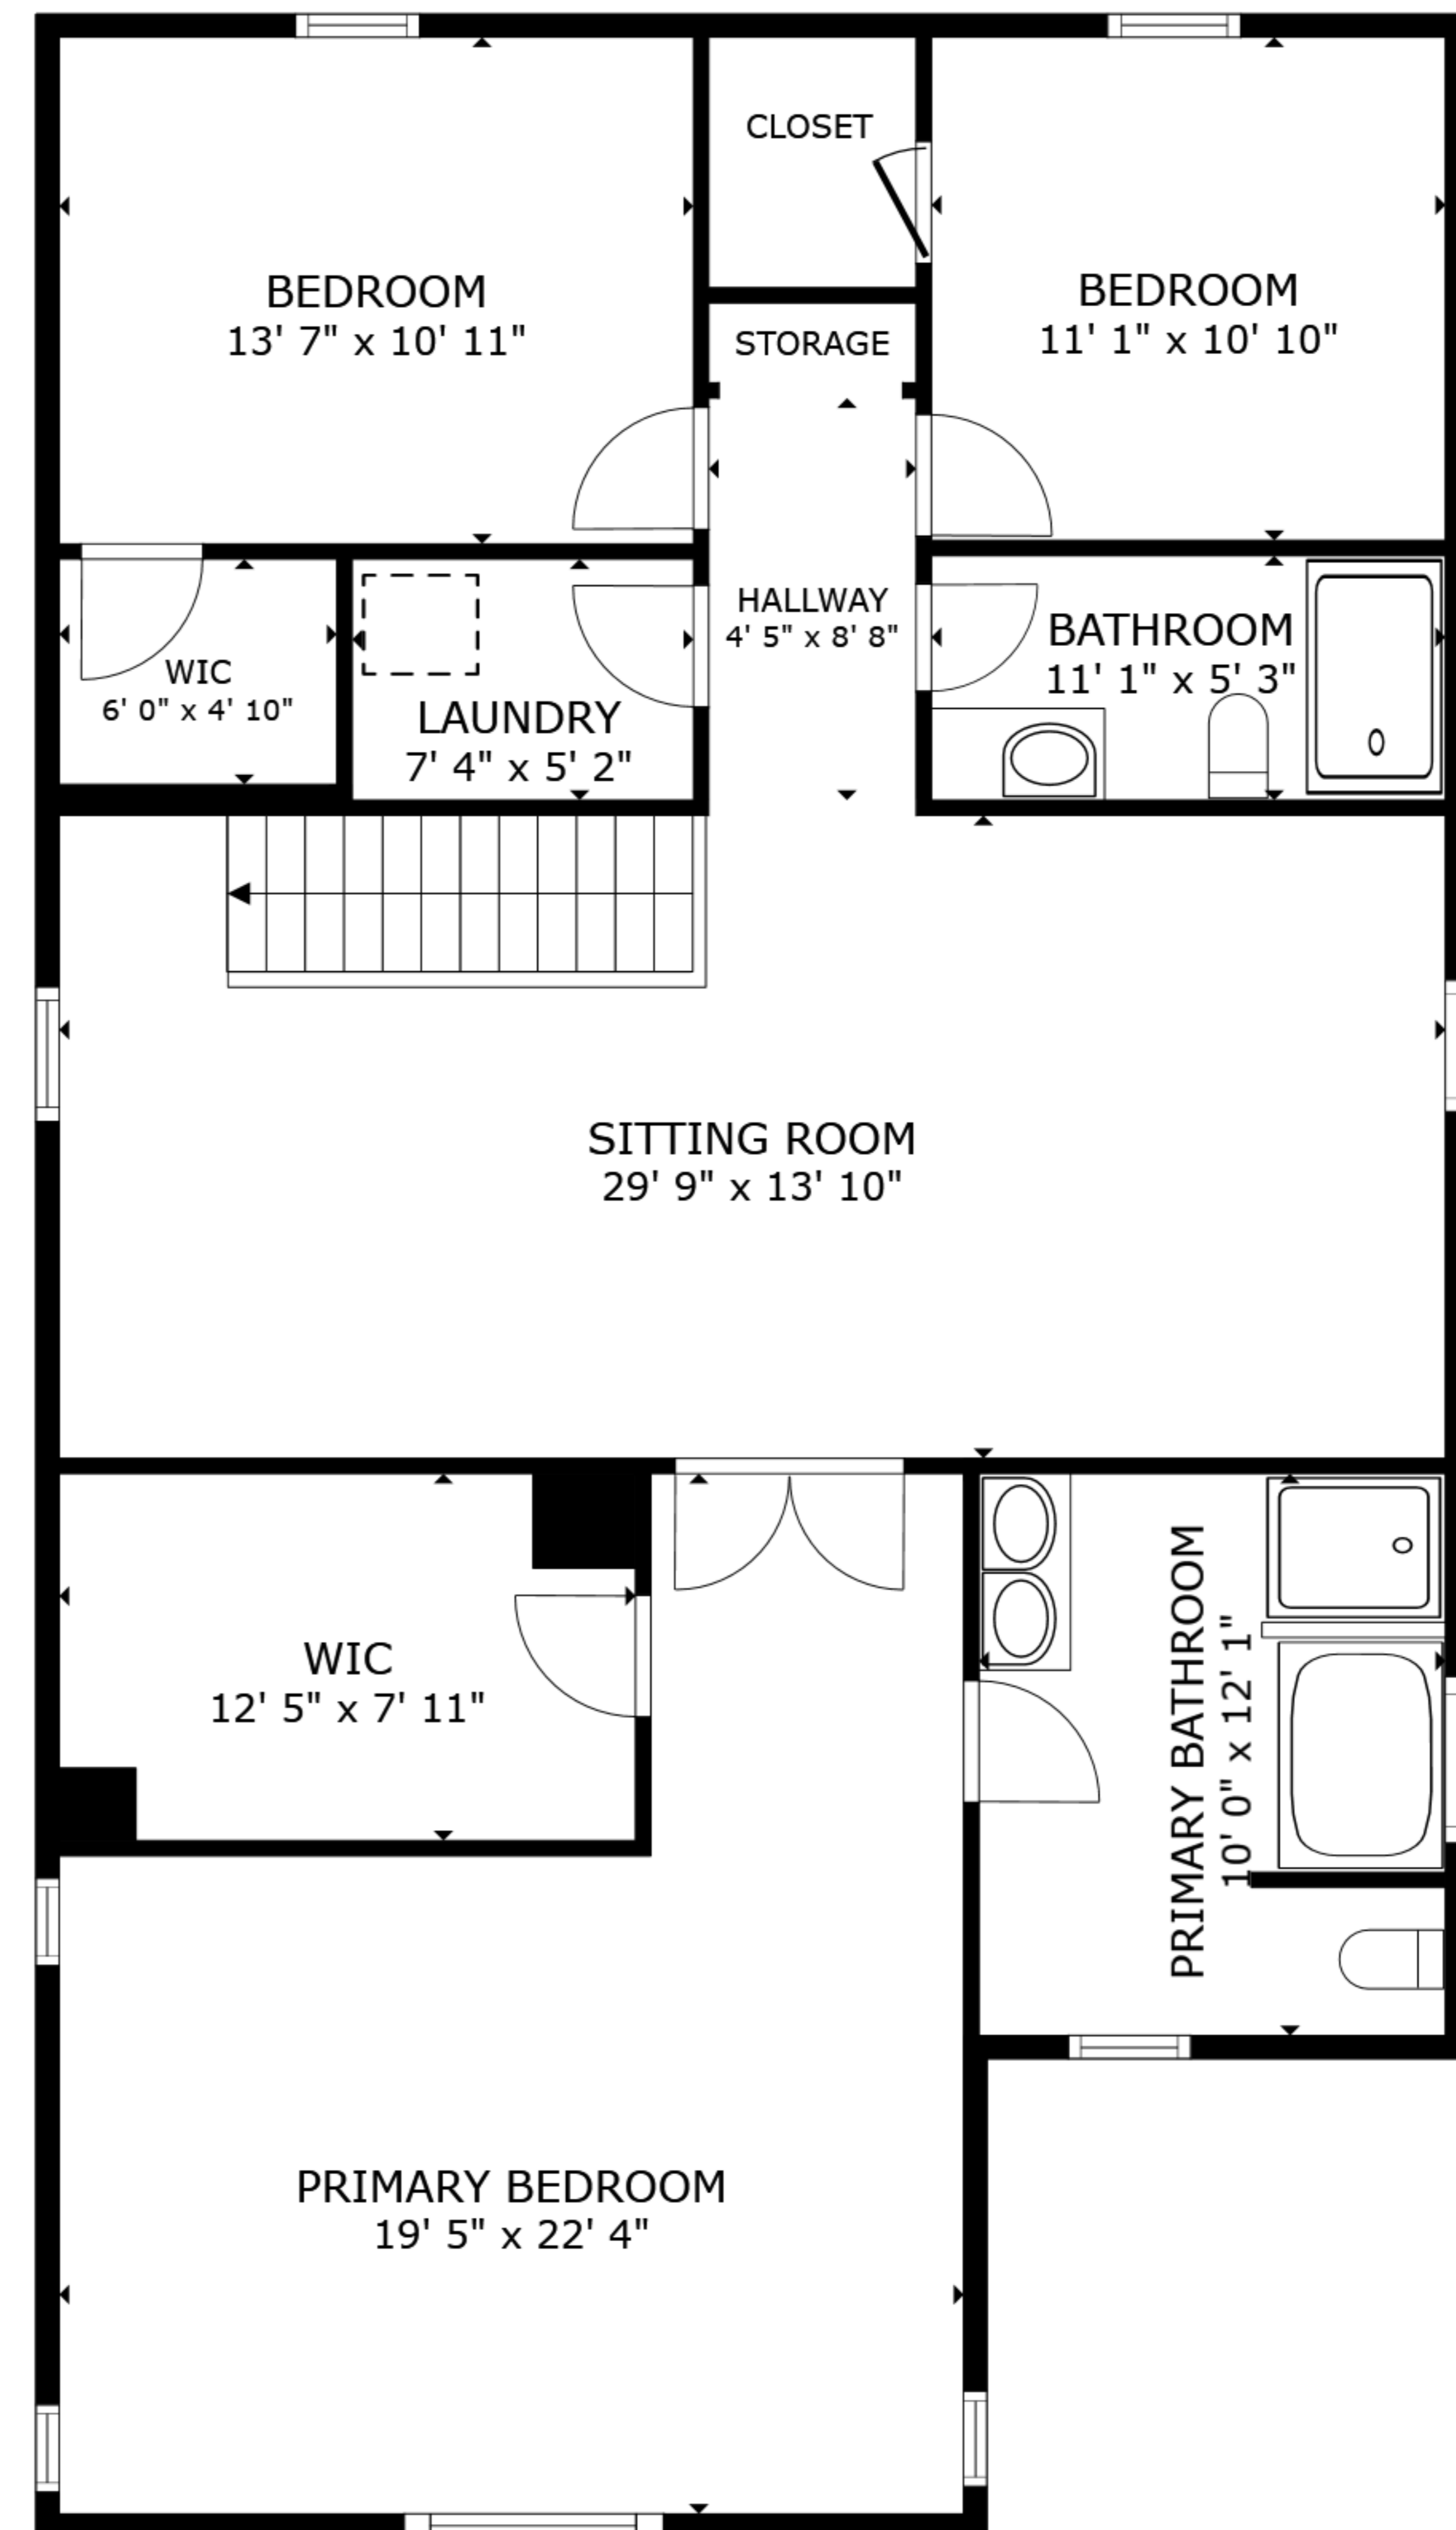 CLOSET
BEDROOM
13' 7" x 10' 11"
BEDROOM
11' 1" x 10' 10"
STORAGE
HALLWAY
4' 5" x 8' 8"
BATHROOM
11' 1" x 5' 3"
WIC
6' 0" x 4' 10"
LAUNDRY
7' 4" x 5' 2"
SITTING ROOM
29' 9" x 13' 10"
WIC
12' 5" x 7' 11"
PRIMARY BATHROOM
10' 0" x 12' 1"
PRIMARY BEDROOM
19' 5" x 22' 4"